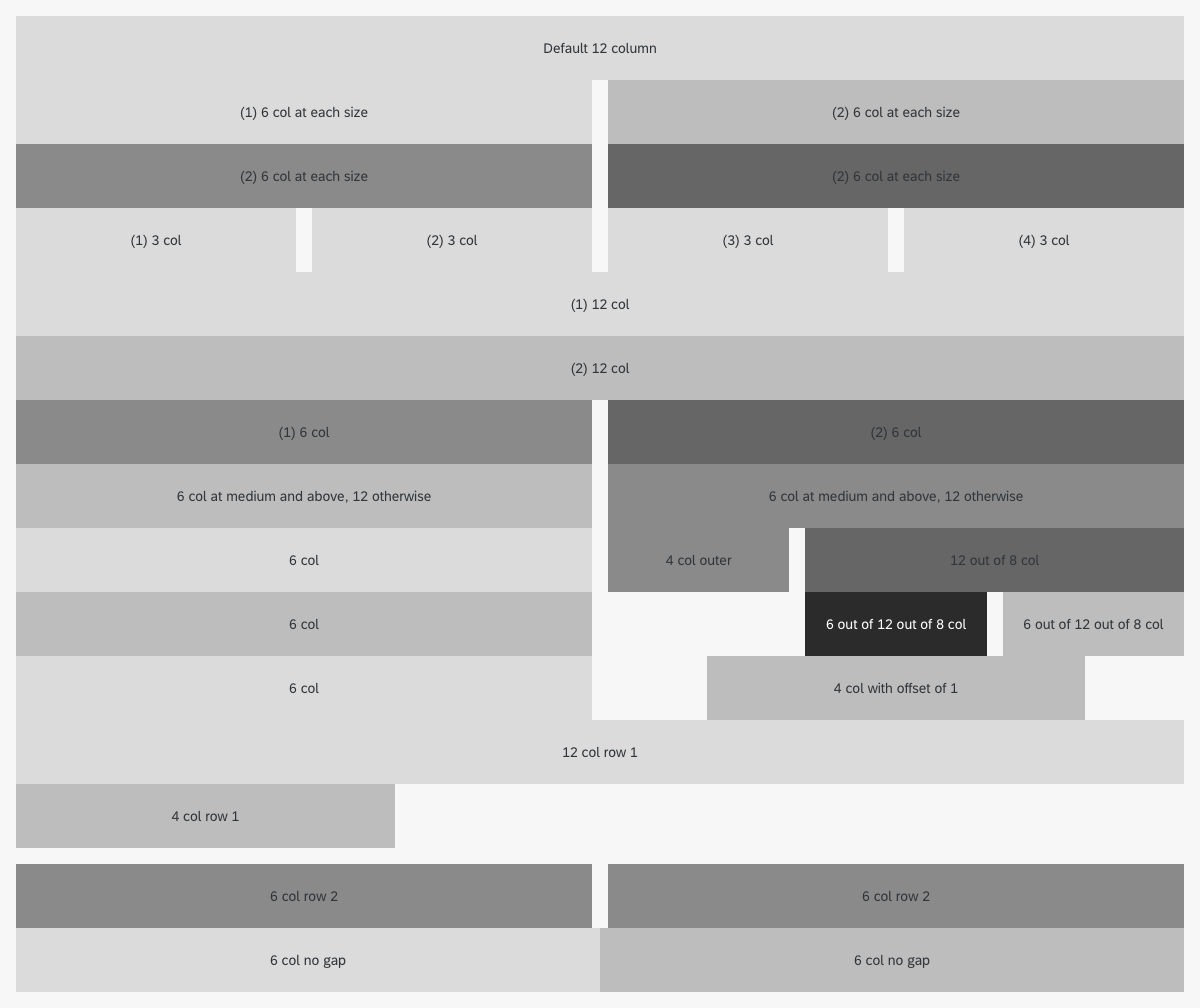 Default 12 column
(1) 6 col at each size
(2) 6 col at each size
(2) 6 col at each size
(2) 6 col at each size
(1) 3 col
(2) 3 col
(3) 3 col
(4) 3 col
(1) 12 col
(2) 12 col
(1) 6 col
(2) 6 col
6 col at medium and above, 12 otherwise
6 col at medium and above, 12 otherwise
6 col
4 col outer
12 out of 8 col
6 col
6 out of 12 out of 8 col
6 out of 12 out of 8 col
6 col
4 col with offset of 1
12 col row 1
4 col row 1
6 col row 2
6 col row 2
6 col no gap
6 col no gap